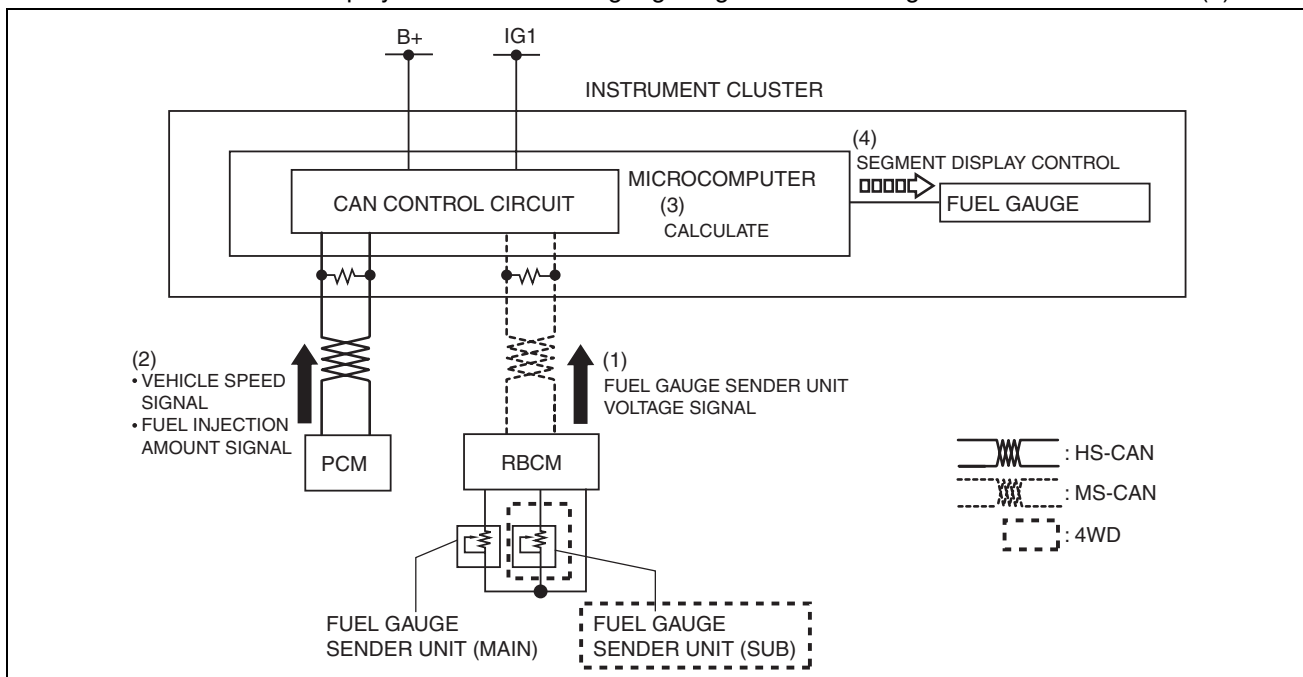 B+
IG1
INSTRUMENT CLUSTER
(4)
SEGMENT DISPLAY CONTROL
MICROCOMPUTER
(3)
CALCULATE
CAN CONTROL CIRCUIT
FUEL GAUGE
(2)
• VEHICLE SPEED
SIGNAL
• FUEL INJECTION
AMOUNT SIGNAL
(1)
FUEL GAUGE SENDER UNIT
VOLTAGE SIGNAL
PCM
RBCM
: HS-CAN
: MS-CAN
: 4WD
FUEL GAUGE
SENDER UNIT (MAIN)
FUEL GAUGE
SENDER UNIT (SUB)